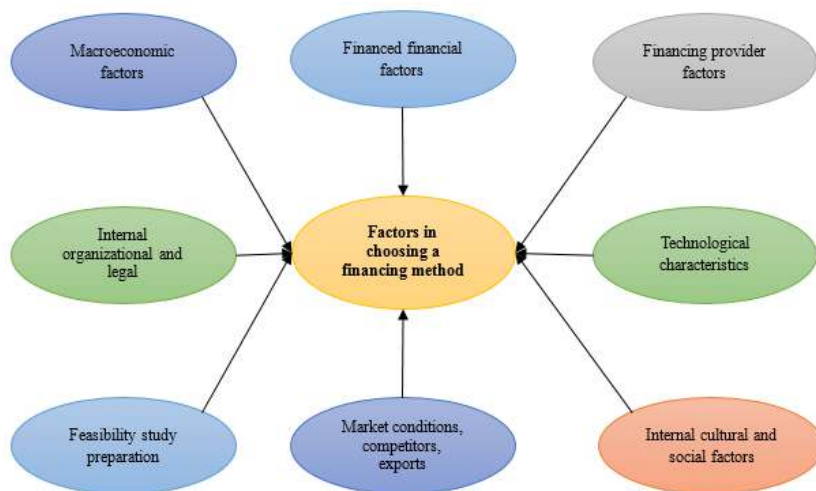 Macroeconomic
factors
Financed financial
factors
Financing provider
factors
Internal
organizational and
legal
Factors in
choosing a
financing method
Technological
characteristics
Feasibility study
preparation
Market conditions,
competitors,
exports
Internal cultural and
social factors